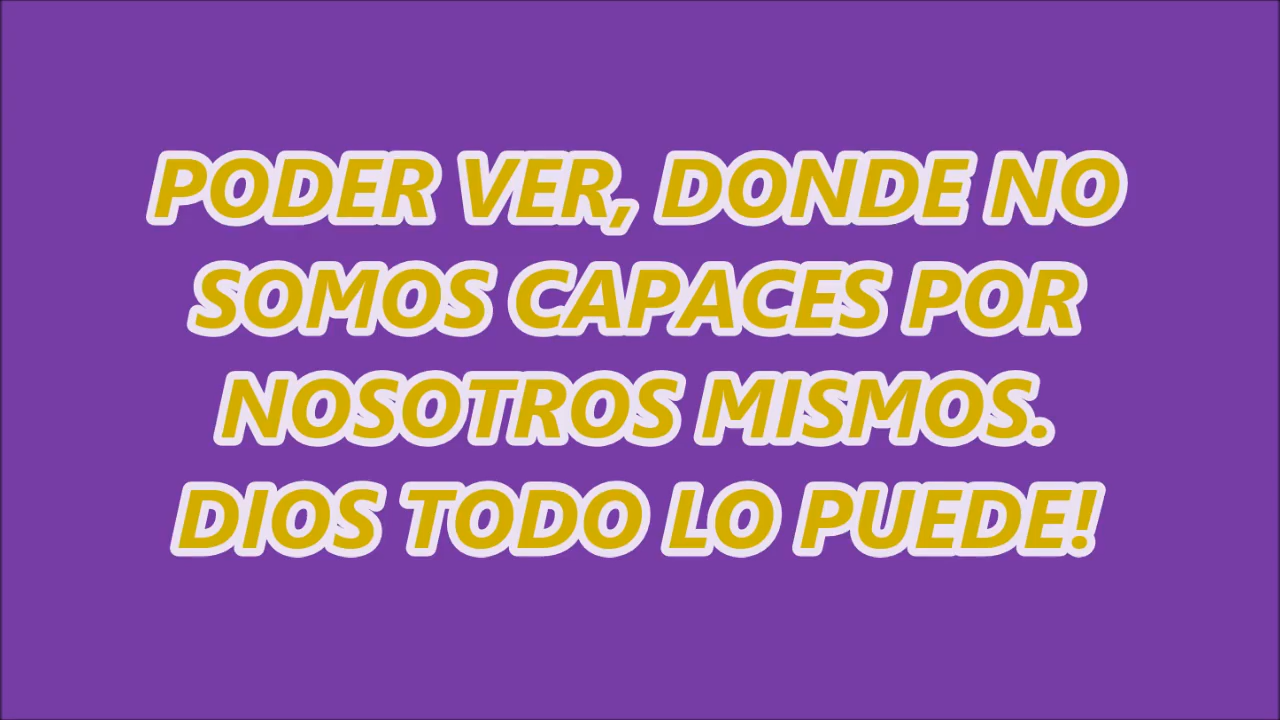 PODER VER, DONDE NO
SOMOS CAPACES POR
NOSOTROS MISMOS.
DIOS TODO LO PUEDE!